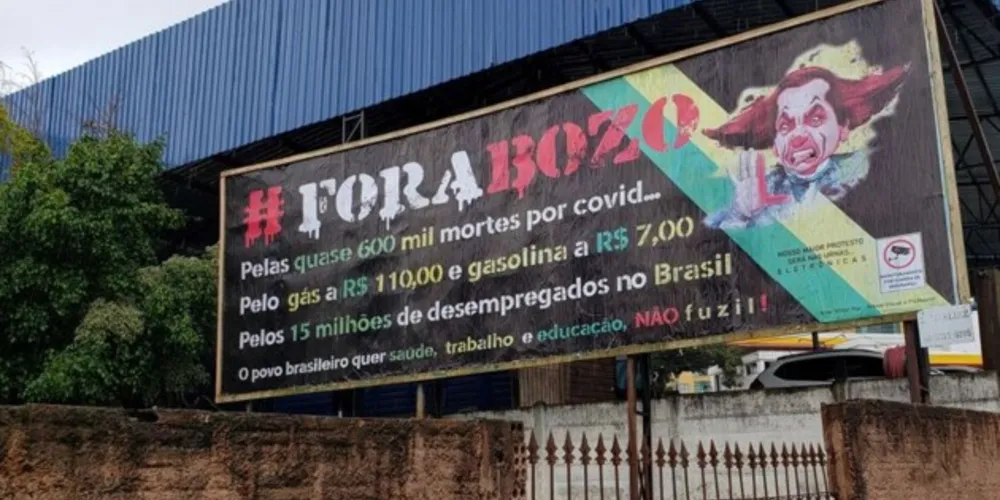 #FORABOZO
Pelas quase 600 mil mortes por covid...
Pelo gás a R$ 110,00 e gasolina a R$ 7,00
Pelos 15 milhões de desempregados no Brasil
O povo brasileiro quer saúde, trabalho e educação, NÃO fuzil!
NOSSO MAIOR PROTESTO
SERÁ NAS URNAS...
ELETRÔNICAS